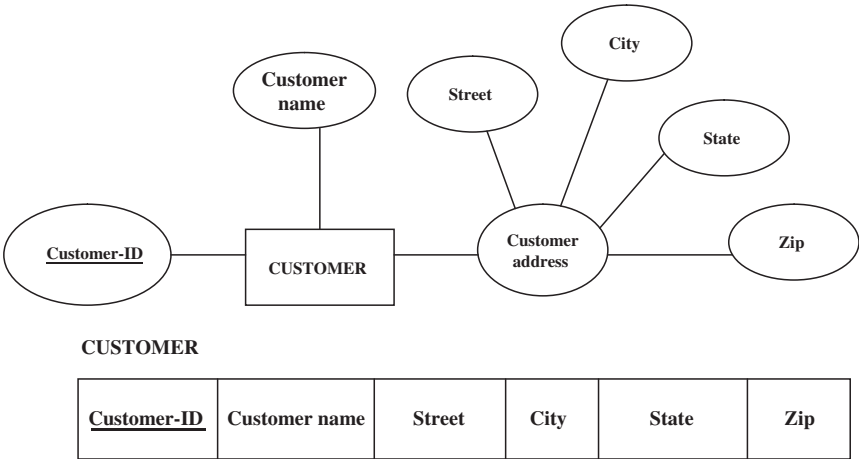 City
Customer
name
Street
State
Customer-ID
CUSTOMER
Customer
address
Zip
CUSTOMER
Customer-ID Customer name Street City State Zip